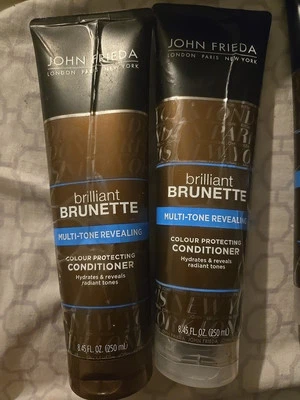 JOHN FRIEDA
LONDON PARIS NEW YORK
brilliant
BRUNETTE
MULTI-TONE REVEALING
COLOUR PROTECTING
CONDITIONER
Hydrates & reveals
radiant tones
8.45 FL. OZ. (250 mL)
JOHN FRIEDA
LONDON PARIS NEW YORK
brilliant
BRUNETTE
MULTI-TONE REVEALING
COLOUR PROTECTING
CONDITIONER
Hydrates & reveals
radiant tones
8.45 FL. OZ. (250 mL)